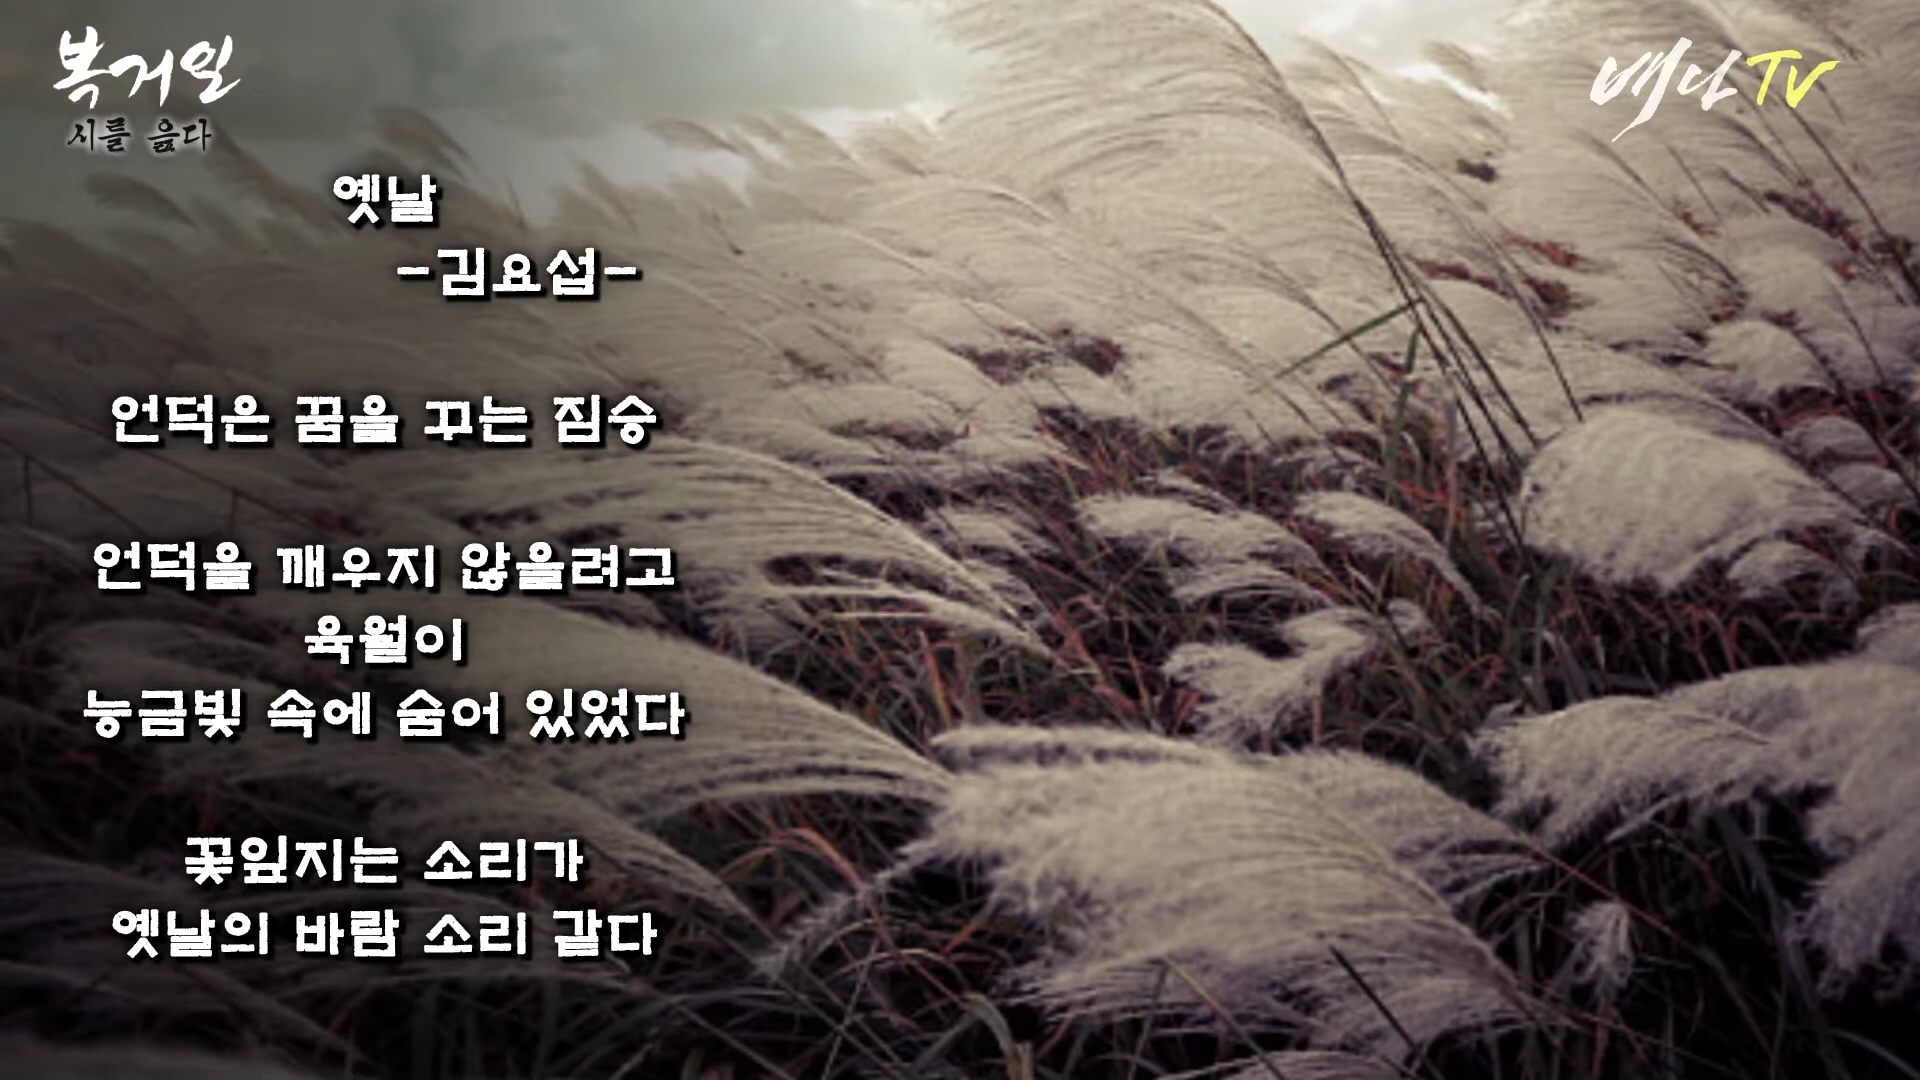 복거일
시를 읊다
배나TV
옛날
-김요섭-
언덕은 꿈을 꾸는 짐승
언덕을 깨우지 않을려고
육월이
능금빛 속에 숨어 있었다
꽃잎지는 소리가
옛날의 바람 소리 같다